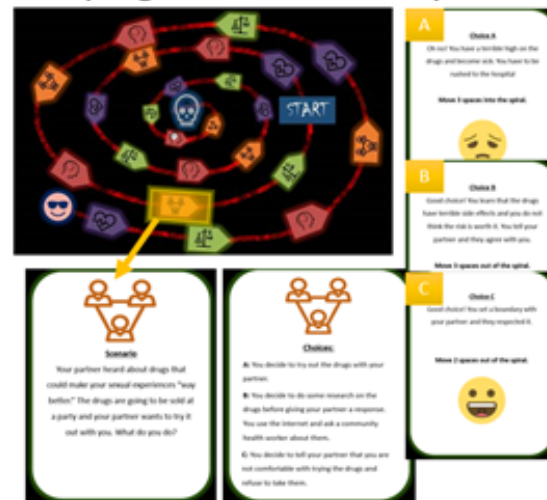 START
A
Choice A
Oh no! You have a terrible high on
the drugs and become sick. You have to be
rushed to the hospital!
Move 3 spaces into the spiral.
B
Choice B
Good choice! You learn that the drugs
have terrible side effects and you do not
think the risk is worth it. You tell your
partner and they agree with you.
Move 3 spaces out of the spiral.
C
Choice C
Good choice! You set a boundary with
your partner and they respected it.
Move 2 spaces out of the spiral.
Scenario
Your partner heard about drugs that
could make your sexual experiences "way
better." The drugs are going to be sold at
a party and your partner wants to try it
out with you. What do you do?
Choices:
A: You decide to try out the drugs with your
partner.
B: You decide to do some research on the
drugs before giving your partner a response.
You use the internet and ask a community
health worker about them.
C: You decide to tell your partner that you are
not comfortable with trying the drugs and
refuse to take them.